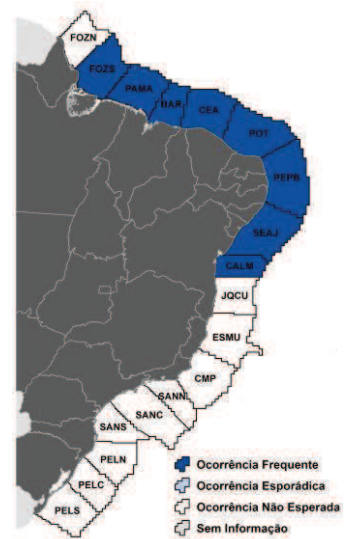 FOZN
FOZS
PAMA
BAR
CEA
POT
PEPB
SEAJ
CALM
JQCU
ESMU
CMP
SANN
SANC
SANS
PELN
PELC
PELS
Ocorrência Frequente
Ocorrência Esporádica
Ocorrência Não Esperada
Sem Informação